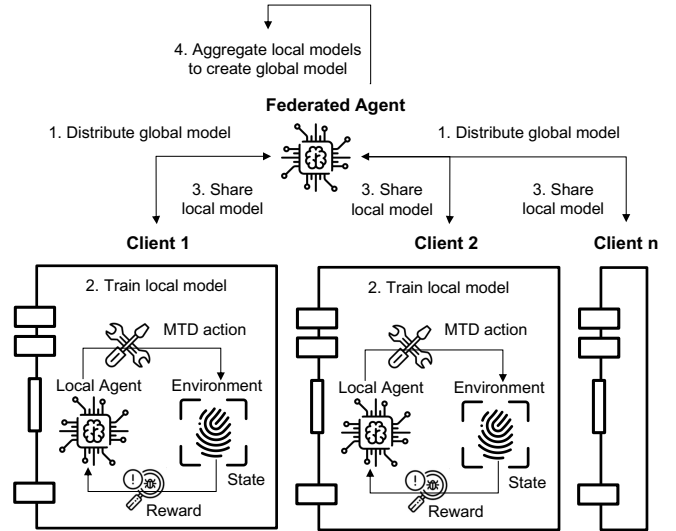 4. Aggregate local models
to create global model
Federated Agent
1. Distribute global model
1. Distribute global model
3. Share
local model
3. Share
local model
3. Share
local model
Client 1
Client 2
Client n
2. Train local model
MTD action
Local Agent
Environment
State
Reward
2. Train local model
MTD action
Local Agent
Environment
State
Reward